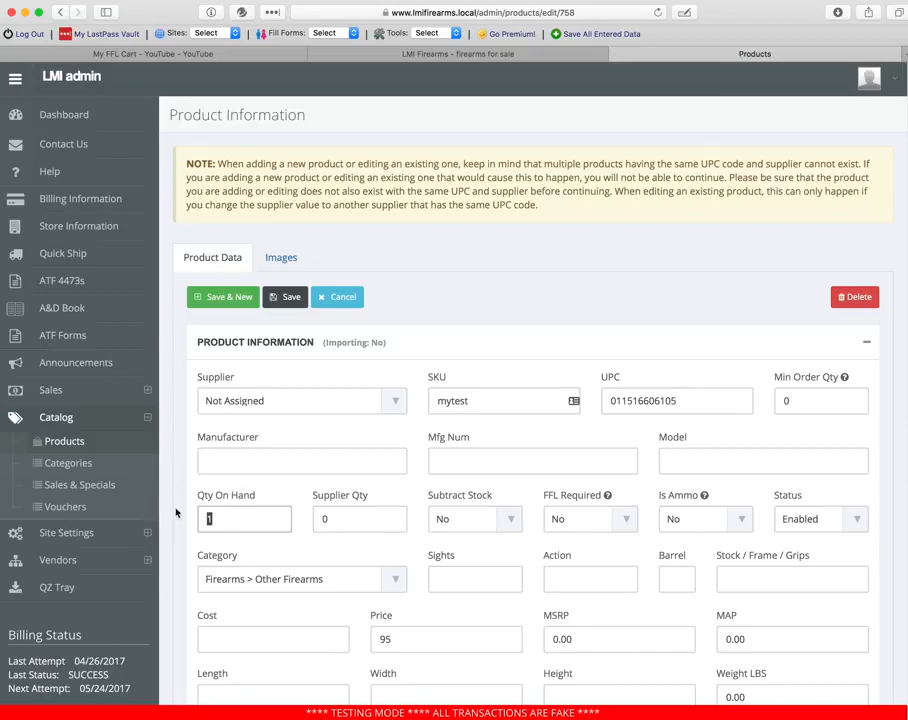 www.lmifirearms.local/admin/products/edit/758
Log Out
My LastPass Vault
Sites: Select
Fill Forms: Select
Tools: Select
Go Premium!
Save All Entered Data
My FFL Cart - YouTube - YouTube
LMI Firearms - firearms for sale
Products
LMI admin
Dashboard
Contact Us
Help
Billing Information
Store Information
Quick Ship
ATF 4473s
A&D Book
ATF Forms
Announcements
Sales
Catalog
Products
Categories
Sales & Specials
Vouchers
Site Settings
Vendors
QZ Tray
Billing Status
Last Attempt 04/26/2017
Last Status: SUCCESS
Next Attempt: 05/24/2017
Product Information
NOTE: When adding a new product or editing an existing one, keep in mind that multiple products having the same UPC code and supplier cannot exist. If
you are adding a new product or editing an existing one that would cause this to happen, you will not be able to continue. Please be sure that the product
you are adding or editing does not also exist with the same UPC and supplier before continuing. When editing an existing product, this can only happen if
you change the supplier value to another supplier that has the same UPC code.
Product Data Images
Save & New Save Cancel Delete
PRODUCT INFORMATION (Importing: No)
Supplier SKU UPC Min Order Qty
Not Assigned mytest 011516606105 0
Manufacturer Mfg Num Model
Qty On Hand Supplier Qty Subtract Stock FFL Required Is Ammo Status
1 0 No No No Enabled
Category Sights Action Barrel Stock / Frame / Grips
Firearms > Other Firearms
Cost Price MSRP MAP
95 0.00 0.00
Length Width Height Weight LBS
0.00
**** TESTING MODE **** ALL TRANSACTIONS ARE FAKE ****